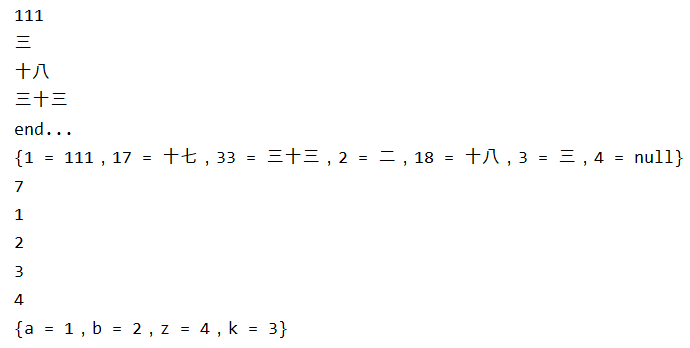 111
三
十八
三十三
end...
{1 = 111，17 = 十七，33 = 三十三，2 = 二，18 = 十八，3 = 三，4 = null}
7
1
2
3
4
{a = 1，b = 2，z = 4，k = 3}